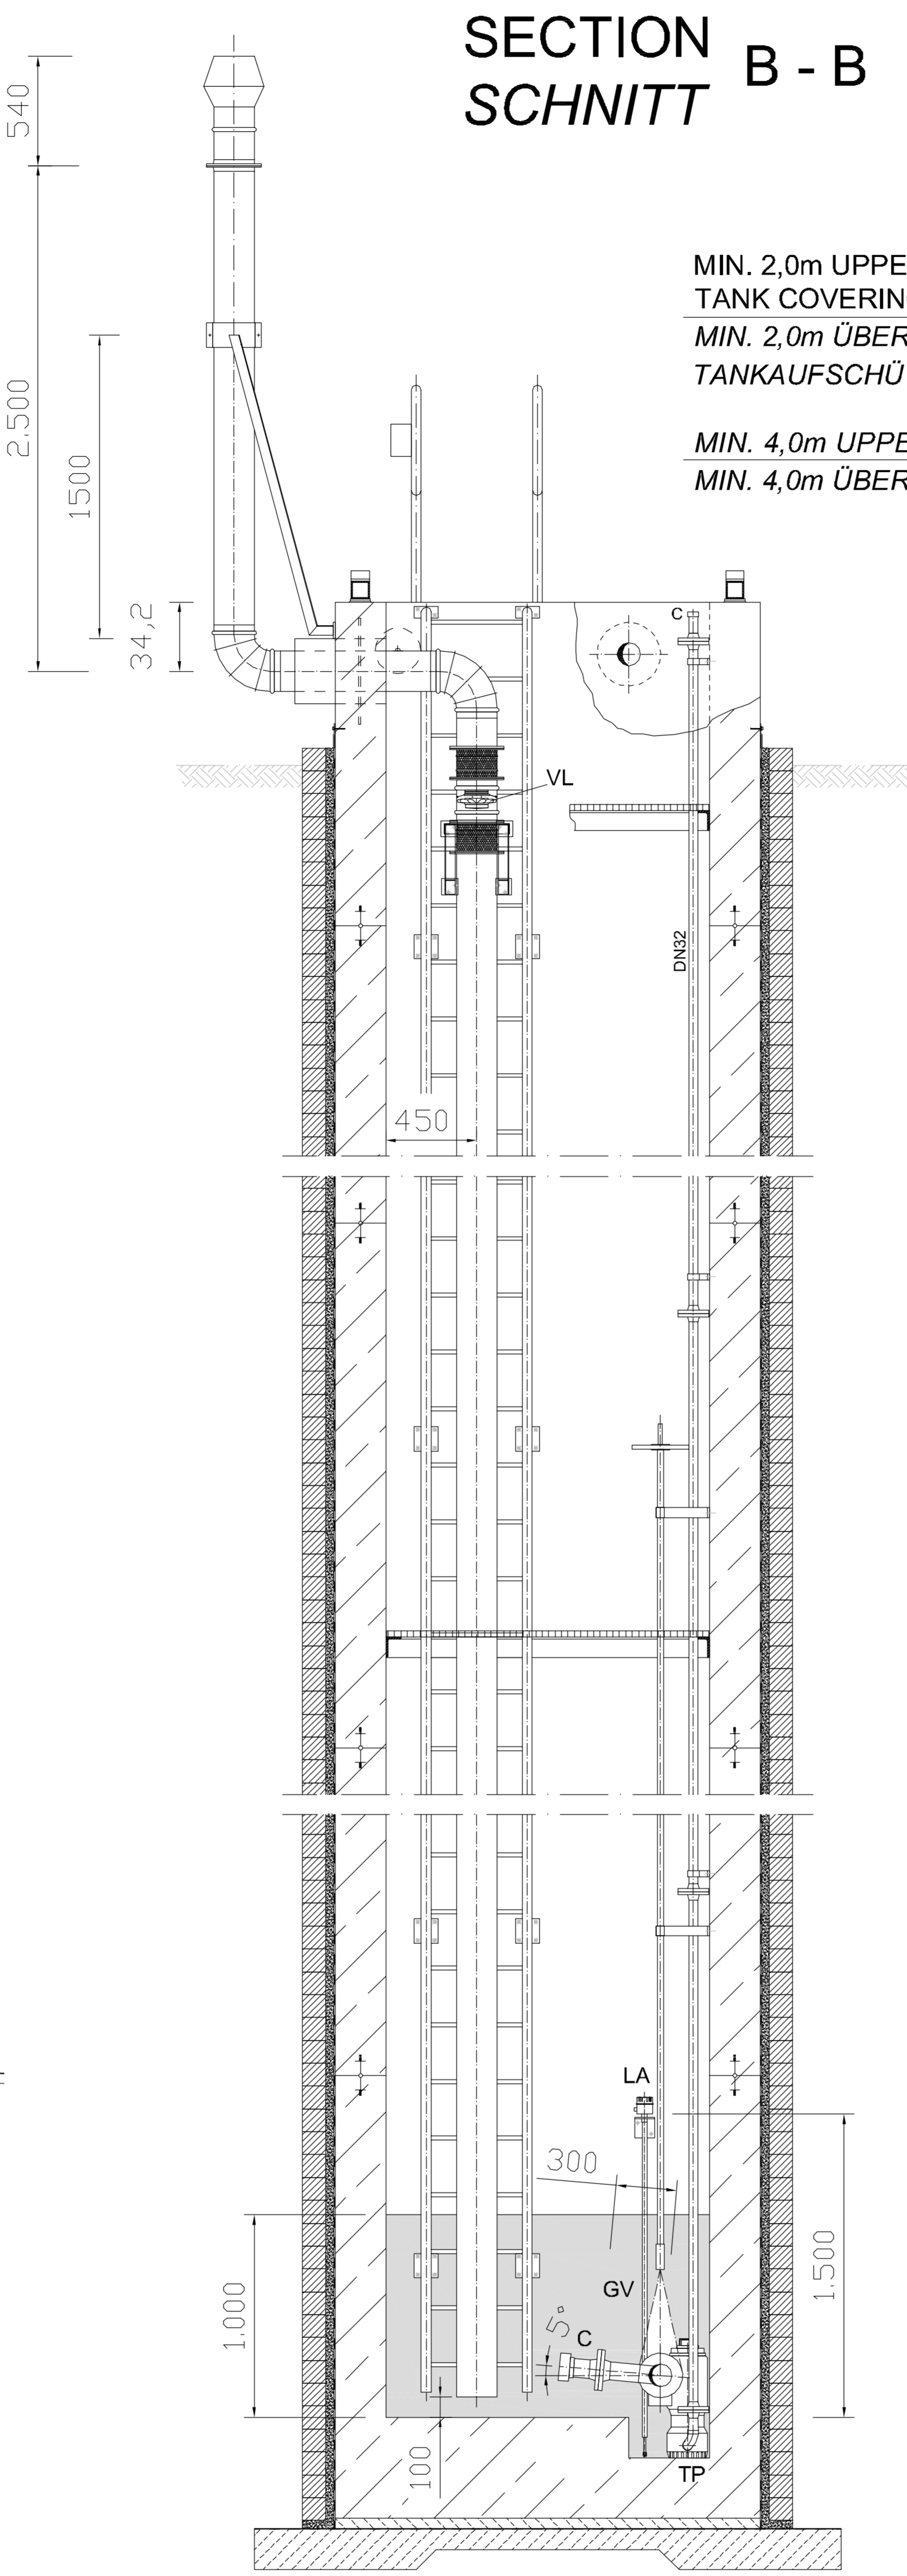 SECTION
SCHNITT
B - B
540
MIN. 2,0m UPPE
TANK COVERIN
MIN. 2,0m ÜBER
TANKAUFSCHÜ
MIN. 4,0m UPPE
MIN. 4,0m ÜBER
2.500
1500
34,2
C
VL
DN32
450
LA
300
1.500
GV
1.000
5°
C
100
TP